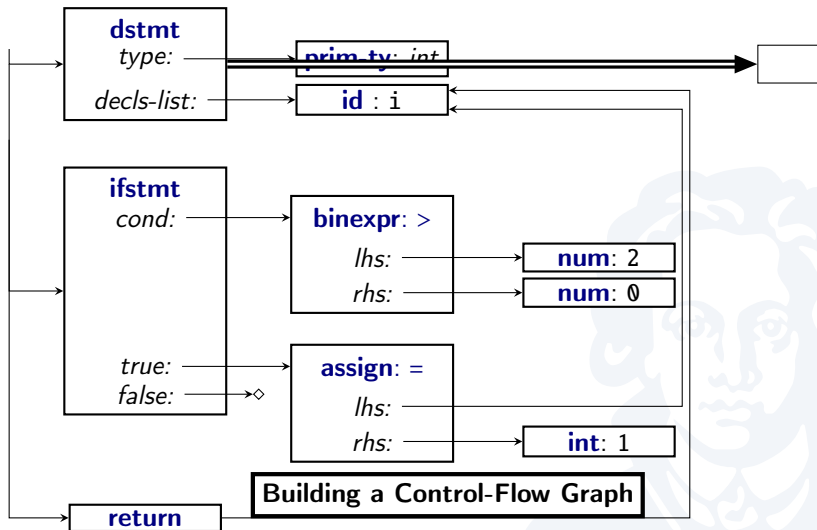 dstmt
type:
prim-ty: int
decls-list:
id : i
ifstmt
cond:
binexpr: >
lhs:
num: 2
rhs:
num: 0
true:
assign: =
false:
lhs:
rhs:
int: 1
Building a Control-Flow Graph
return